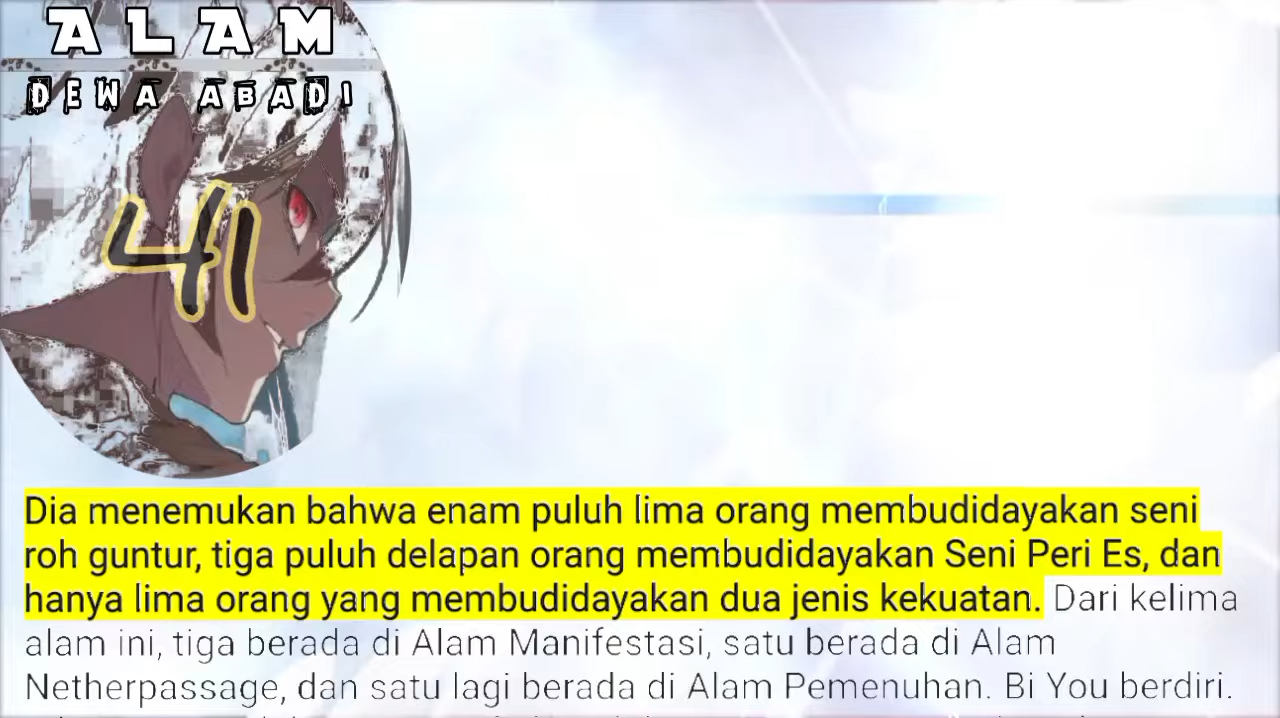 ALAM
DEWA ABADI
41
Dia menemukan bahwa enam puluh lima orang membudidayakan seni
roh guntur, tiga puluh delapan orang membudidayakan Seni Peri Es, dan
hanya lima orang yang membudidayakan dua jenis kekuatan. Dari kelima
alam ini, tiga berada di Alam Manifestasi, satu berada di Alam
Netherpassage, dan satu lagi berada di Alam Pemenuhan. Bi You berdiri.